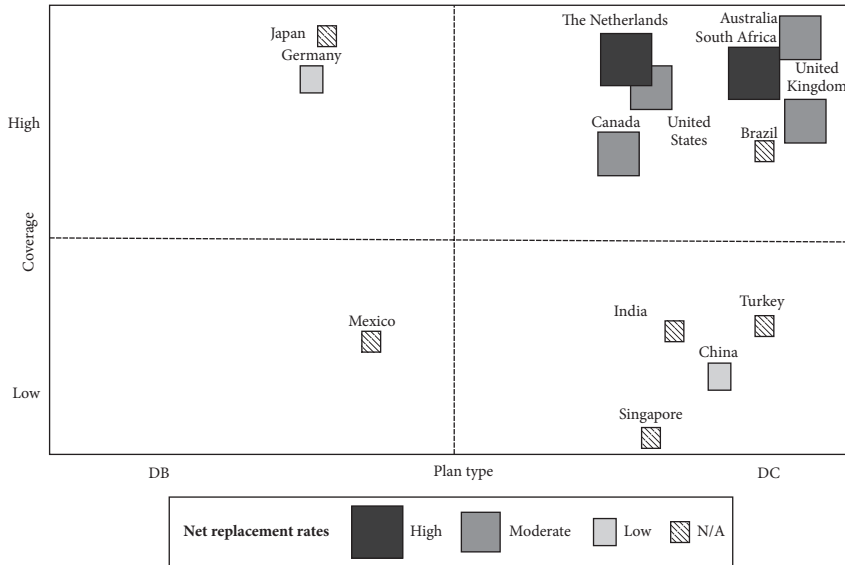 Japan
Germany
The Netherlands
Australia
South Africa
United
Kingdom
High
Canada
United
States
Brazil
Coverage
Mexico
India
Turkey
China
Low
Singapore
DB
Plan type
DC
Net replacement rates High Moderate Low N/A